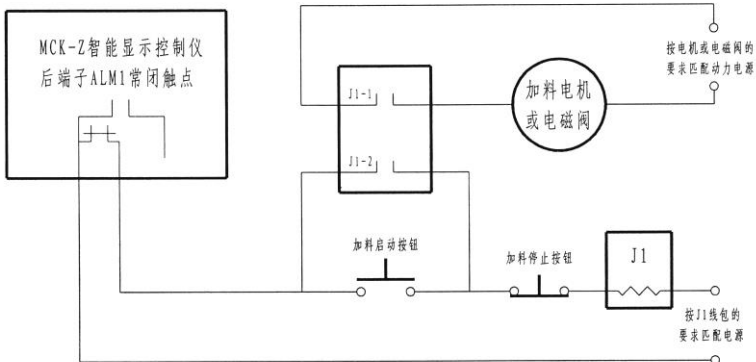 MCK-Z智能显示控制仪
后端子ALM1常闭触点
J1-1
J1-2
加料电机
或电磁阀
按电机或电磁阀的
要求匹配动力电源
加料启动按钮
加料停止按钮
J1
按J1线包的
要求匹配电源